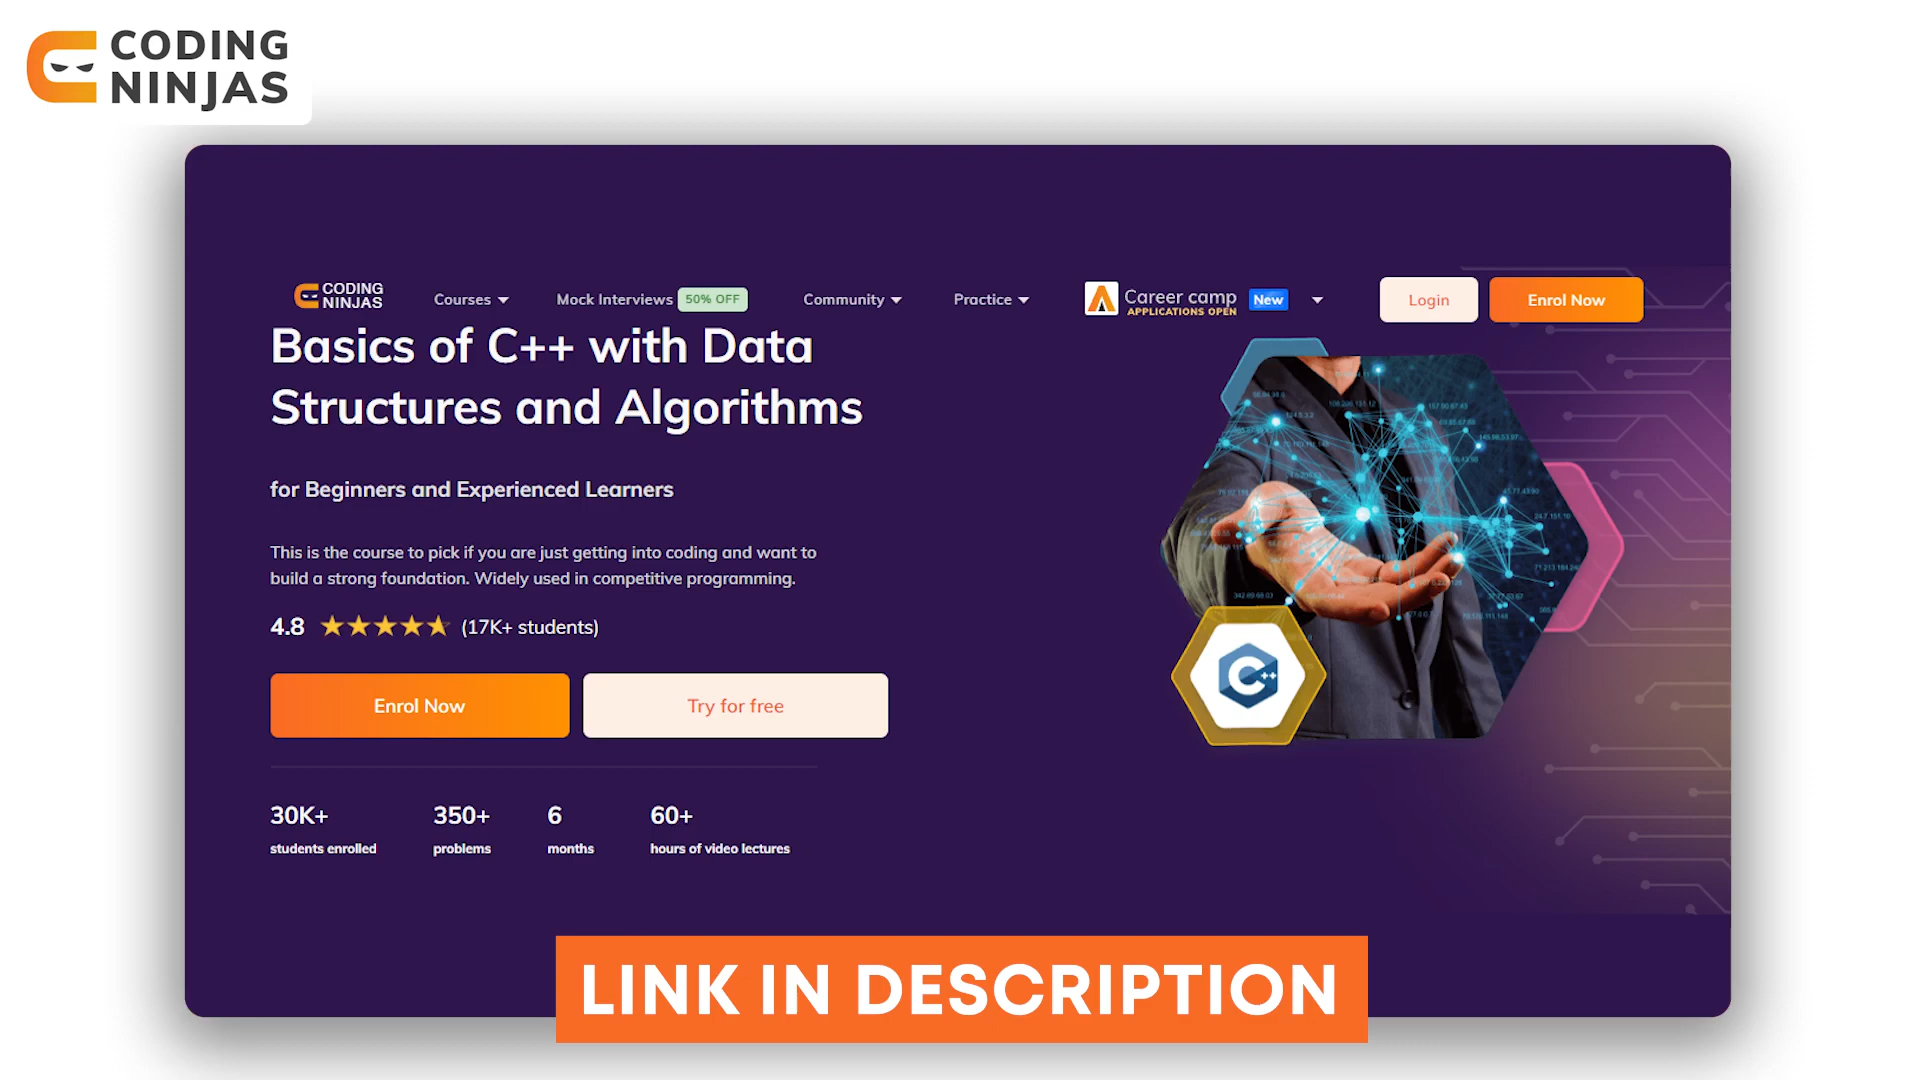 CODING
NINJAS
CODING
NINJAS
Courses
Mock Interviews
50% OFF
Community
Practice
Career camp
APPLICATIONS OPEN
New
Login
Enrol Now
Basics of C++ with Data
Structures and Algorithms
for Beginners and Experienced Learners
This is the course to pick if you are just getting into coding and want to
build a strong foundation. Widely used in competitive programming.
4.8
(17K+ students)
Enrol Now
Try for free
30K+
students enrolled
350+
problems
6
months
60+
hours of video lectures
C++
LINK IN DESCRIPTION